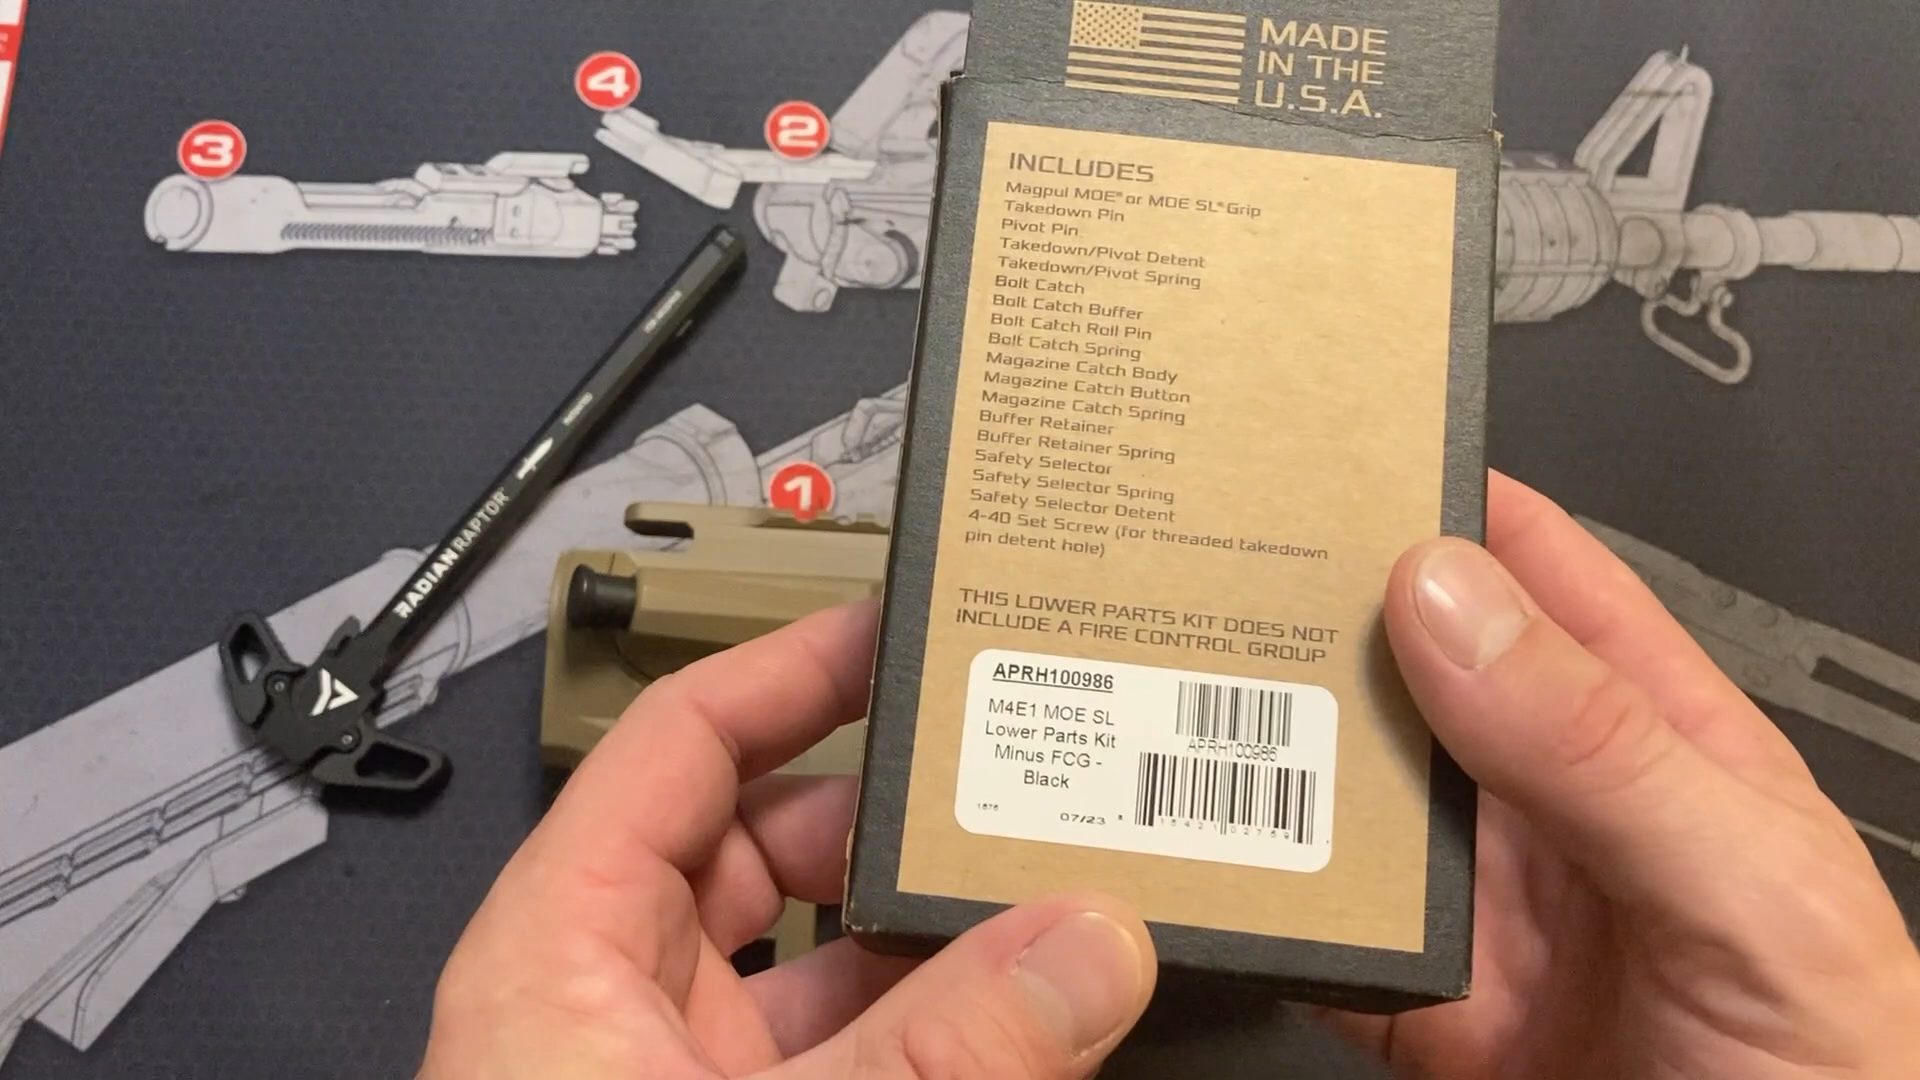 MADE
IN THE
U.S.A.
4
2
3
INCLUDES
Magpul MOE® or MOE SL® Grip
Takedown Pin
Pivot Pin
Takedown/Pivot Detent
Takedown/Pivot Spring
Bolt Catch
Bolt Catch Buffer
Bolt Catch Roll Pin
Bolt Catch Spring
Magazine Catch Body
Magazine Catch Button
Magazine Catch Spring
Buffer Retainer
Buffer Retainer Spring
Safety Selector
Safety Selector Spring
Safety Selector Detent
4-40 Set Screw (for threaded takedown
pin detent hole)
1
RADIAN RAPTOR
THIS LOWER PARTS KIT DOES NOT
INCLUDE A FIRE CONTROL GROUP
APRH100986
M4E1 MOE SL
Lower Parts Kit
Minus FCG -
Black
APRH100986
07/23